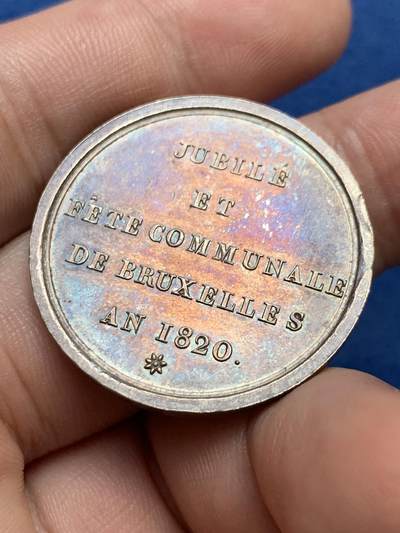 JUBILÉ
ET
FÊTE COMMUNALE
DE BRUXELLES
AN 1820.